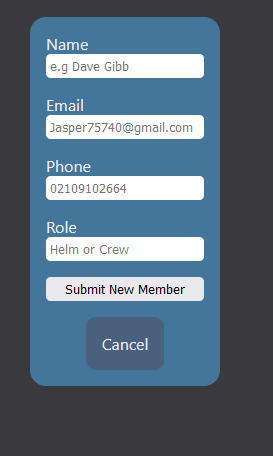 Name
e.g Dave Gibb
Email
Jasper75740@gmail.com
Phone
02109102664
Role
Helm or Crew
Submit New Member
Cancel